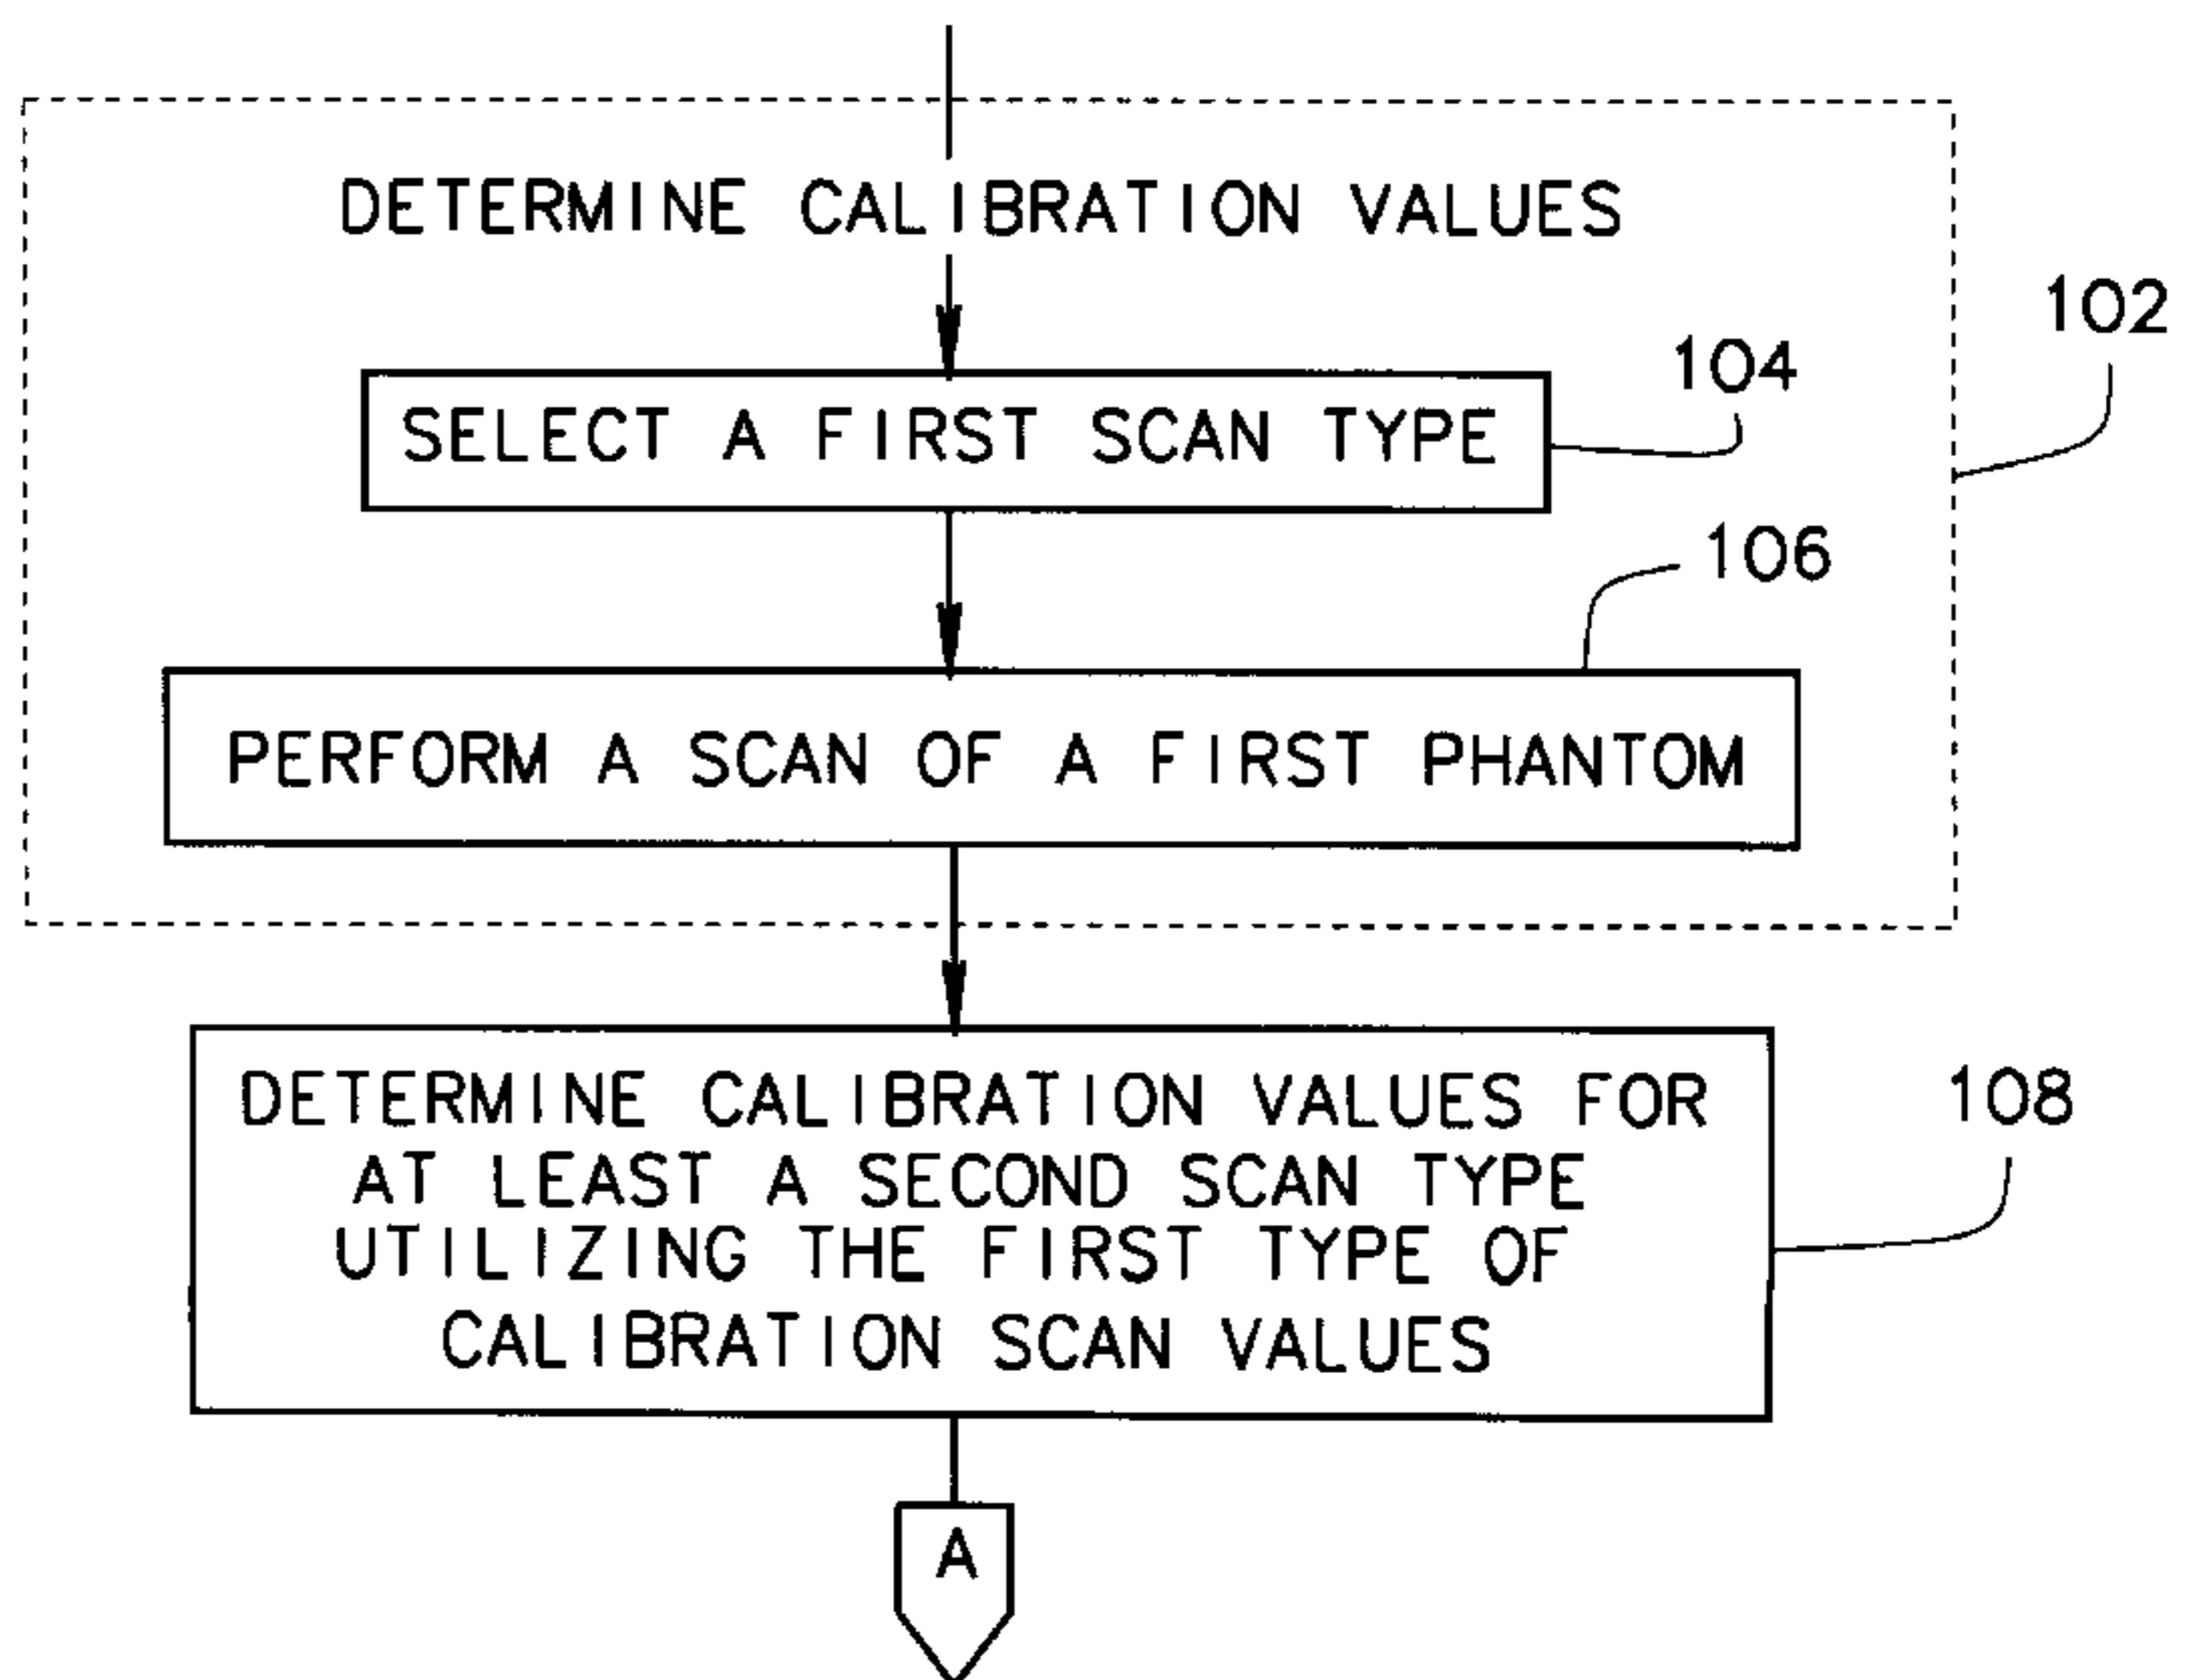 DETERMINE CALIBRATION VALUES
102
104
SELECT A FIRST SCAN TYPE
106
PERFORM A SCAN OF A FIRST PHANTOM
DETERMINE CALIBRATION VALUES FOR
AT LEAST A SECOND SCAN TYPE
UTILIZING THE FIRST TYPE OF
CALIBRATION SCAN VALUES
108
A